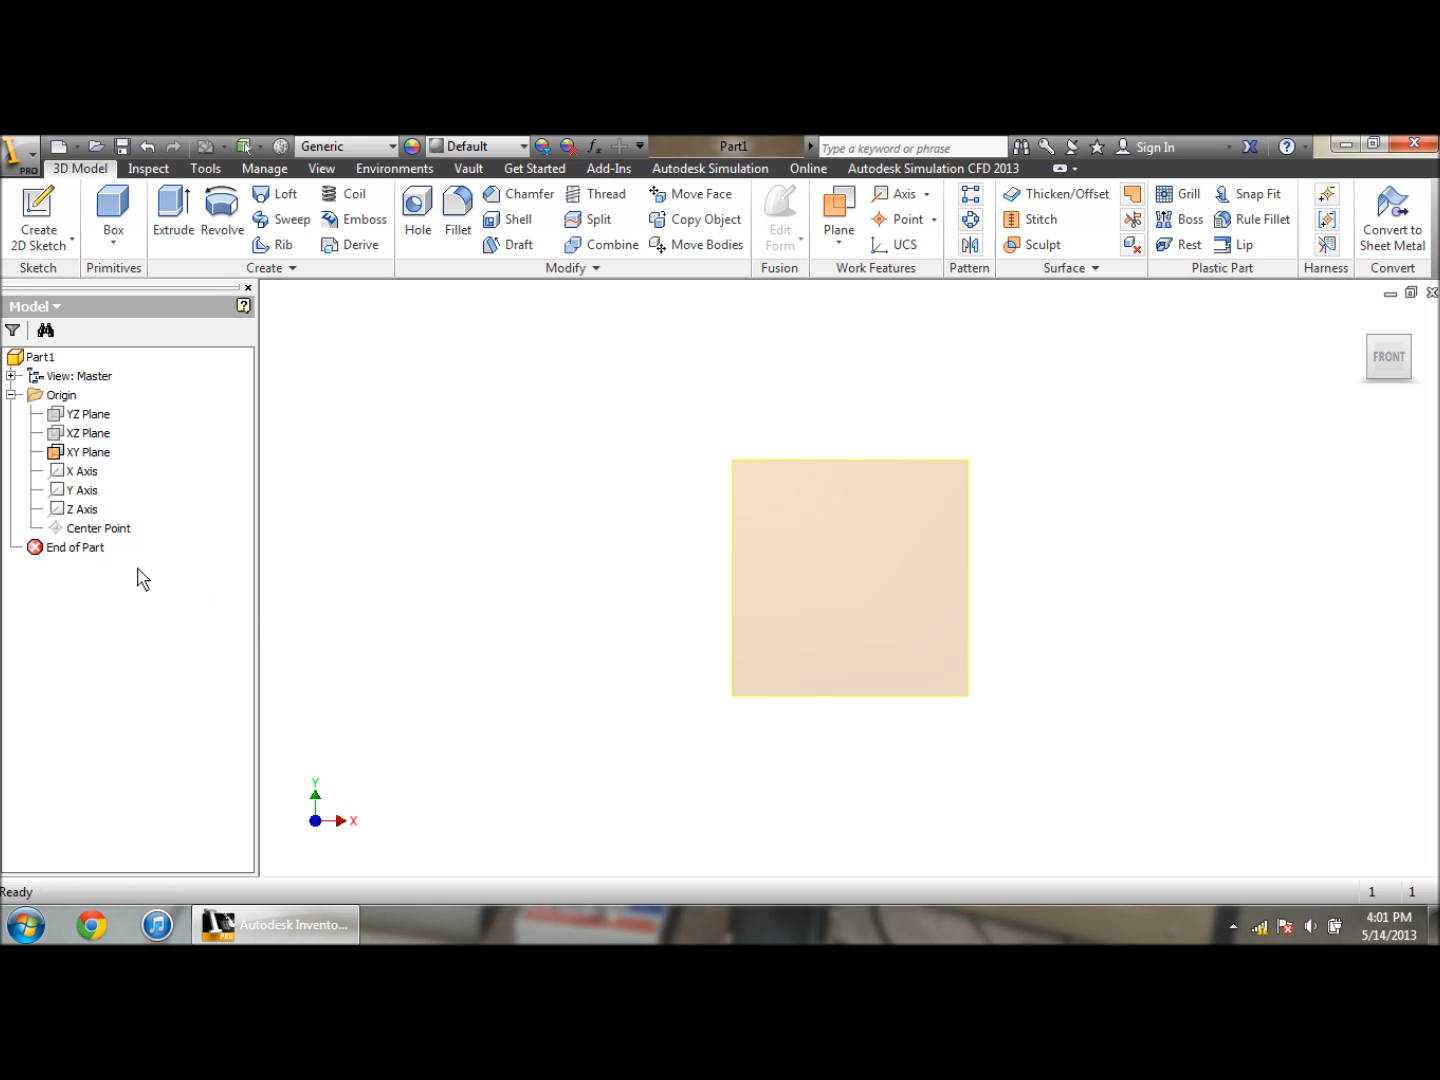 Generic Default Part1 Type a keyword or phrase Sign In
PRO 3D Model Inspect Tools Manage View Environments Vault Get Started Add-Ins Autodesk Simulation Online Autodesk Simulation CFD 2013
Loft Coil Chamfer Thread Move Face Axis Thicken/Offset Grill Snap Fit
Create 2D Sketch Box Extrude Revolve Sweep Emboss Hole Fillet Shell Split Copy Object Edit Form Plane Point Stitch Boss Rule Fillet Convert to Sheet Metal
Rib Derive Draft Combine Move Bodies UCS Sculpt Rest Lip
Sketch Primitives Create Modify Fusion Work Features Pattern Surface Plastic Part Harness Convert
Model
Part1
View: Master
Origin
YZ Plane
XZ Plane
XY Plane
X Axis
Y Axis
Z Axis
Center Point
End of Part
FRONT
Y
X
Ready 1 1
PRO Autodesk Invento...
4:01 PM
5/14/2013